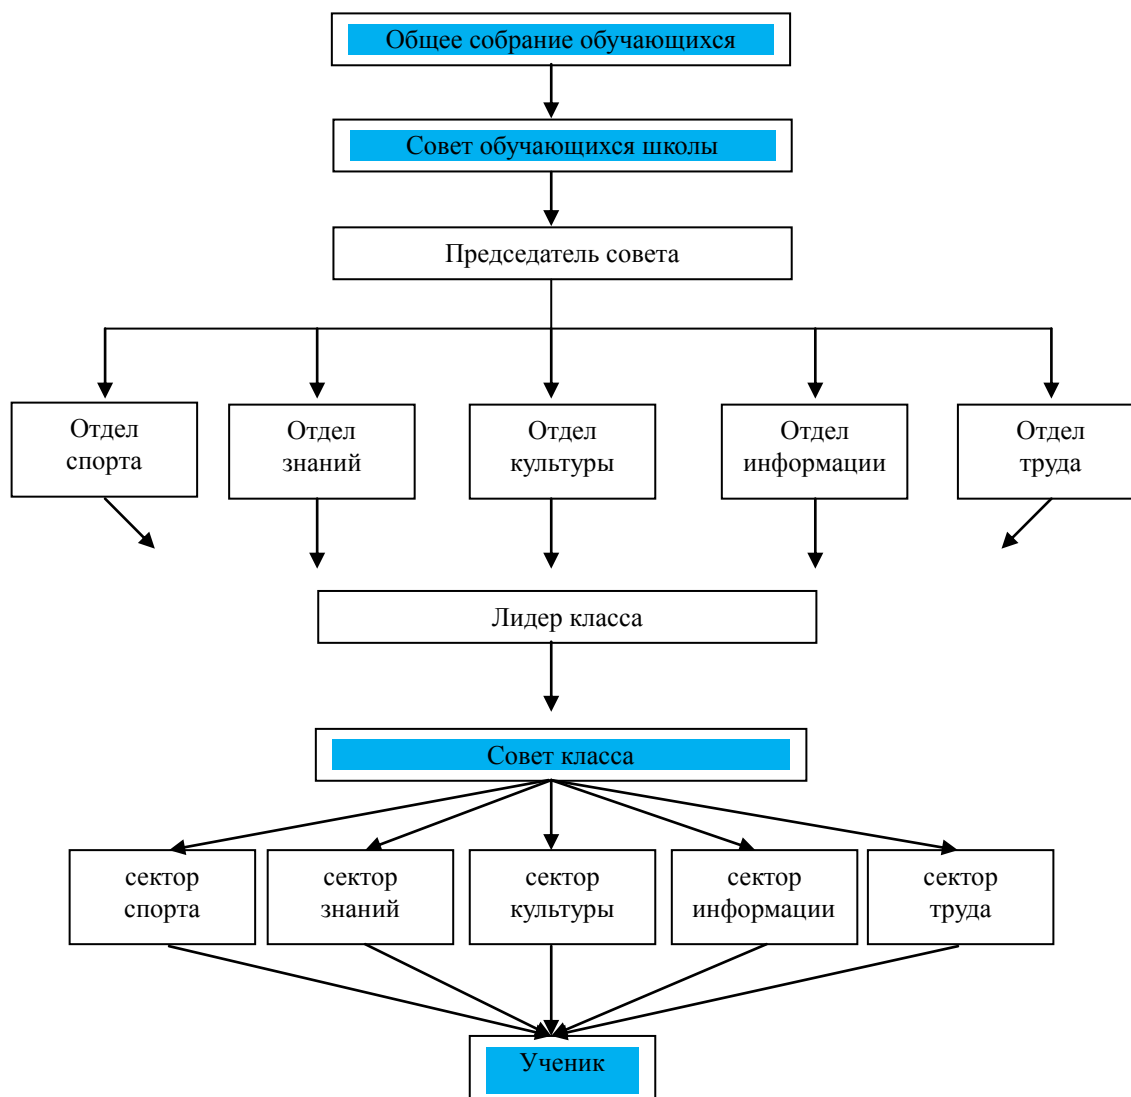 Общее собрание обучающихся
Совет обучающихся школы
Председатель совета
Отдел
спорта
Отдел
знаний
Отдел
культуры
Отдел
информации
Отдел
труда
Лидер класса
Совет класса
сектор
спорта
сектор
знаний
сектор
культуры
сектор
информации
сектор
труда
Ученик